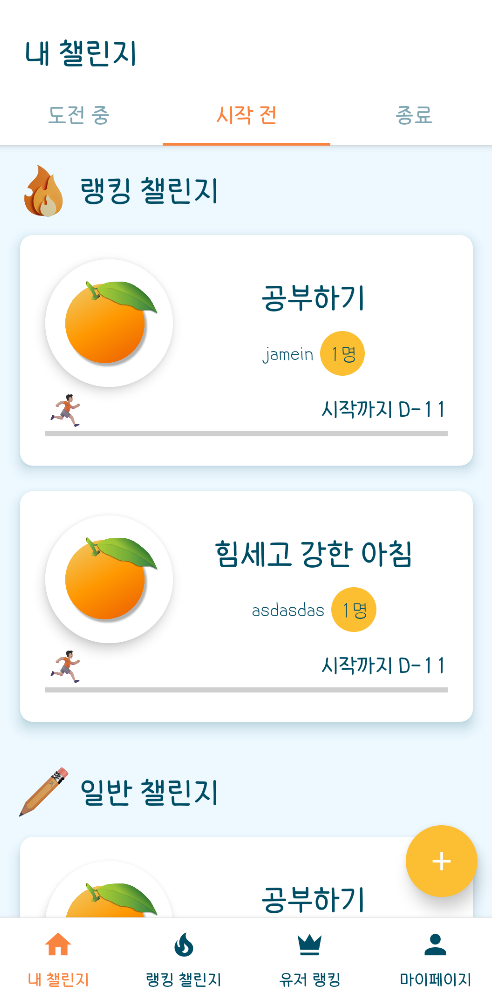 내 챌린지
도전 중 시작 전 종료
랭킹 챌린지
공부하기
jamein 1명
시작까지 D-11
힘세고 강한 아침
asdasdas 1명
시작까지 D-11
일반 챌린지
공부하기
+
내 챌린지 랭킹 챌린지 유저 랭킹 마이페이지